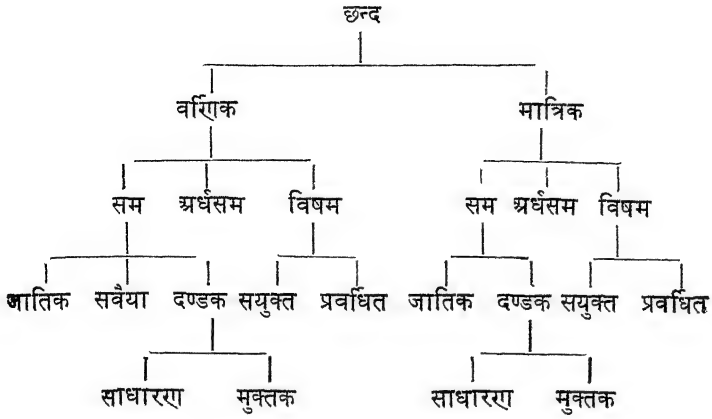 छन्द
वर्णिक मात्रिक
सम अर्धसम विषम सम अर्धसम विषम
जातिक सवैया दण्डक सयुक्त प्रवर्धित जातिक दण्डक सयुक्त प्रवर्धित
साधारण मुक्तक साधारण मुक्तक